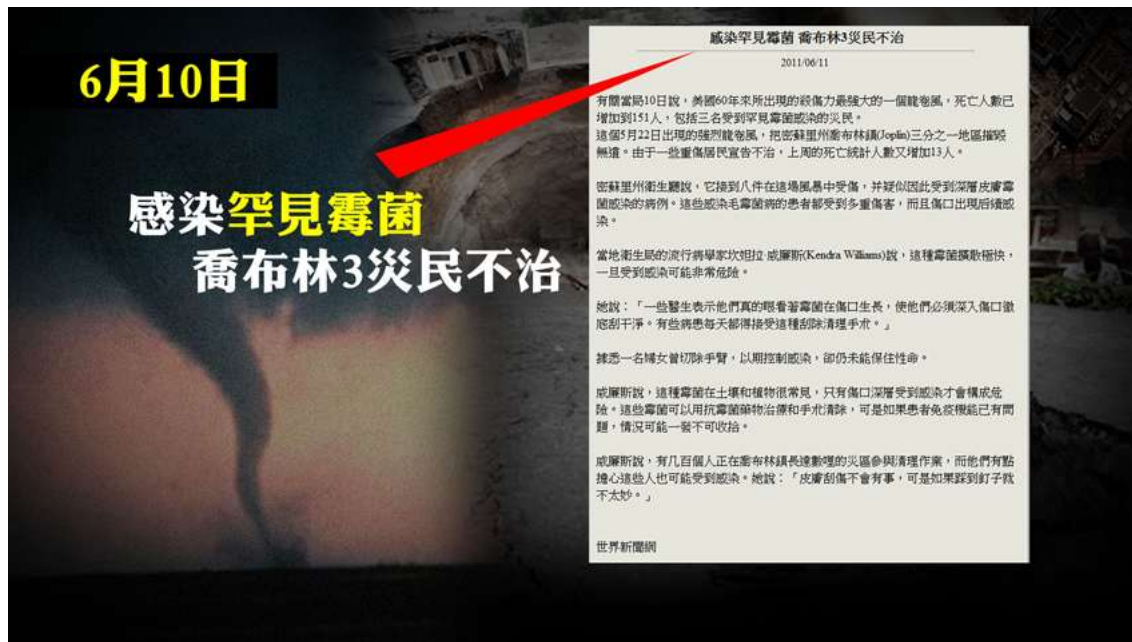 6月10日
感染罕見霉菌
喬布林3災民不治
感染罕見霉菌 喬布林3災民不治
2011/06/11
有關當局10日說，美國60年來所出現的殺傷力最強大的一個龍卷風，死亡人數已
增加到151人，包括三名受到罕見霉菌感染的災民。
這個5月22日出現的強烈龍卷風，把密蘇里州喬布林鎮(Joplin)三分之一地區摧毀
無遺。由于一些重傷居民宣告不治，上周的死亡統計人數又增加13人。
密蘇里州衛生廳說，它接到八件在這場風暴中受傷，并疑似因此受到深層皮膚霉
菌感染的病例。這些感染毛霉菌病的患者都受到多重傷害，而且傷口出現后續感
染。
當地衛生局的流行病學家坎妲拉·威廉斯(Kendra Williams)說，這種霉菌擴散極快，
一旦受到感染可能非常危險。
她說：「一些醫生表示他們真的眼看著霉菌在傷口生長，使他們必須深入傷口徹
底刮干淨。有些病患每天都得接受這種刮除清理手朮。」
據悉一名婦女曾切除手臂，以期控制感染，卻仍未能保住性命。
威廉斯說，這種霉菌在土壤和植物很常見，只有傷口深層受到感染才會構成危
險。這些霉菌可以用抗霉菌藥物治療和手朮清除，可是如果患者免疫機能已有問
題，情況可能一發不可收拾。
威廉斯說，有几百個人正在喬布林鎮長達數哩的災區參與清理作業，而他們有點
擔心這些人也可能受到感染。她說：「皮膚刮傷不會有事，可是如果踩到釘子就
不太妙。」
世界新聞網